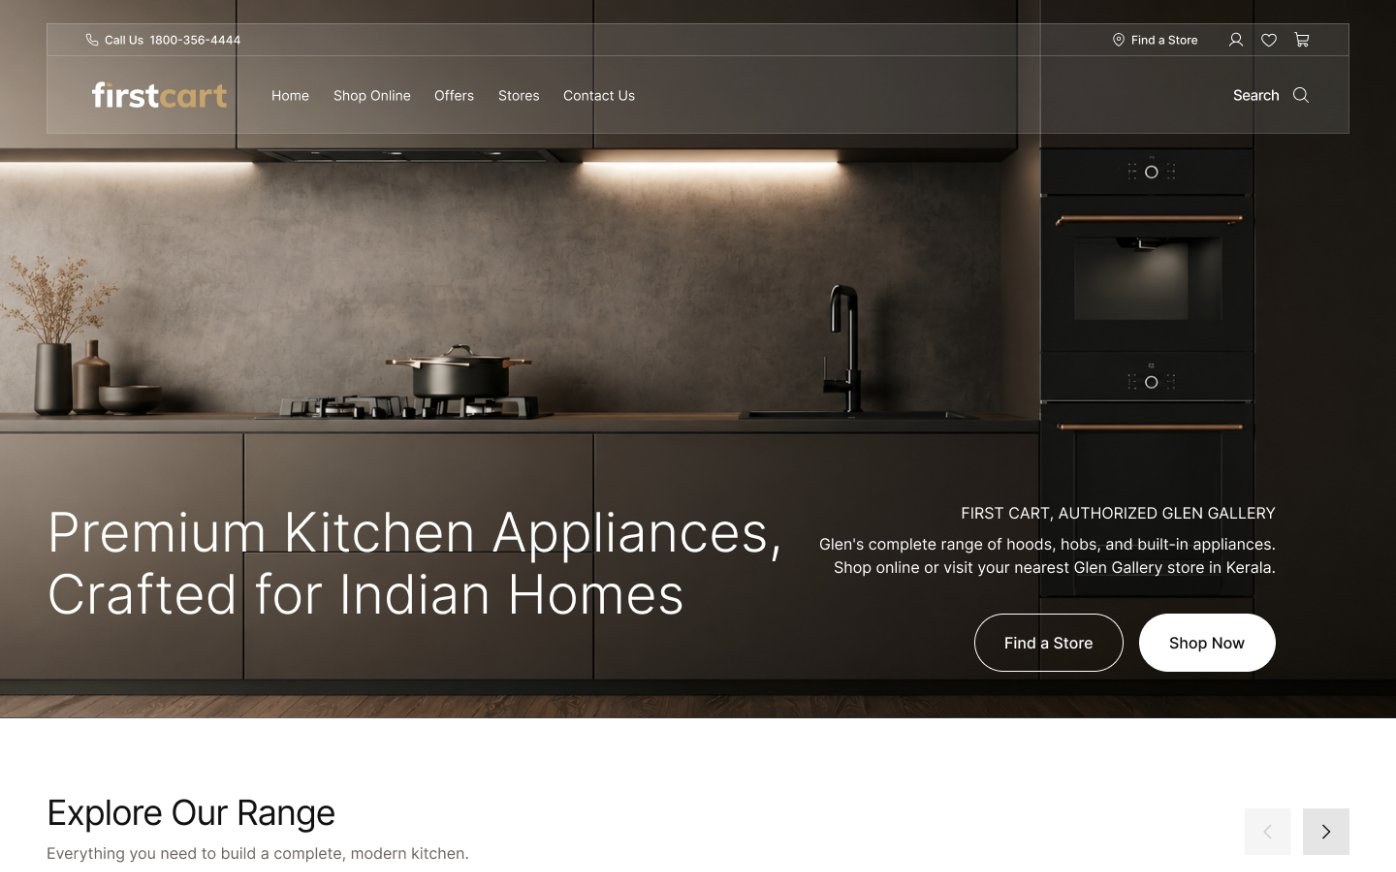 Call Us 1800-356-4444
Find a Store
firstcart
Home
Shop Online
Offers
Stores
Contact Us
Search
Premium Kitchen Appliances,
Crafted for Indian Homes
FIRST CART, AUTHORIZED GLEN GALLERY
Glen's complete range of hoods, hobs, and built-in appliances.
Shop online or visit your nearest Glen Gallery store in Kerala.
Find a Store
Shop Now
Explore Our Range
Everything you need to build a complete, modern kitchen.